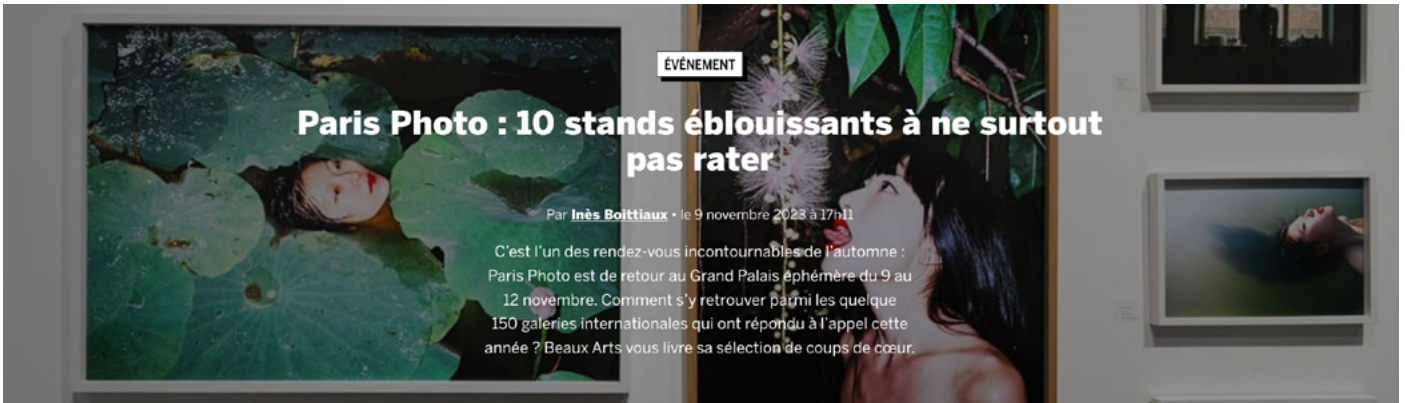 ÉVÉNEMENT
Paris Photo : 10 stands éblouissants à ne surtout
pas rater
Par Inès Boittiaux • le 9 novembre 2023 à 17h11
C'est l'un des rendez-vous incontournables de l'automne :
Paris Photo est de retour au Grand Palais éphémère du 9 au
12 novembre. Comment s'y retrouver parmi les quelque
150 galeries internationales qui ont répondu à l'appel cette
année ? Beaux Arts vous livre sa sélection de coups de cœur.